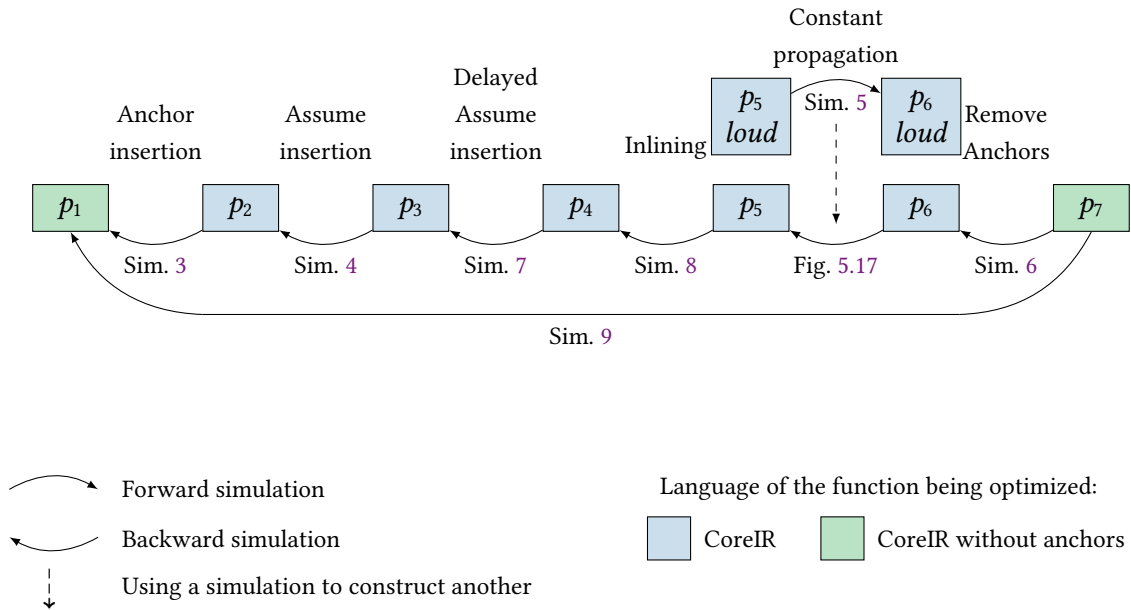 Constant
propagation
Delayed
Assume
insertion
Anchor
insertion
Assume
insertion
Inlining
p5
loud
Sim. 5
p6
loud
Remove
Anchors
p1
p2
p3
p4
p5
p6
p7
Sim. 3
Sim. 4
Sim. 7
Sim. 8
Fig. 5.17
Sim. 6
Sim. 9
Forward simulation
Backward simulation
Using a simulation to construct another
Language of the function being optimized:
CoreIR
CoreIR without anchors